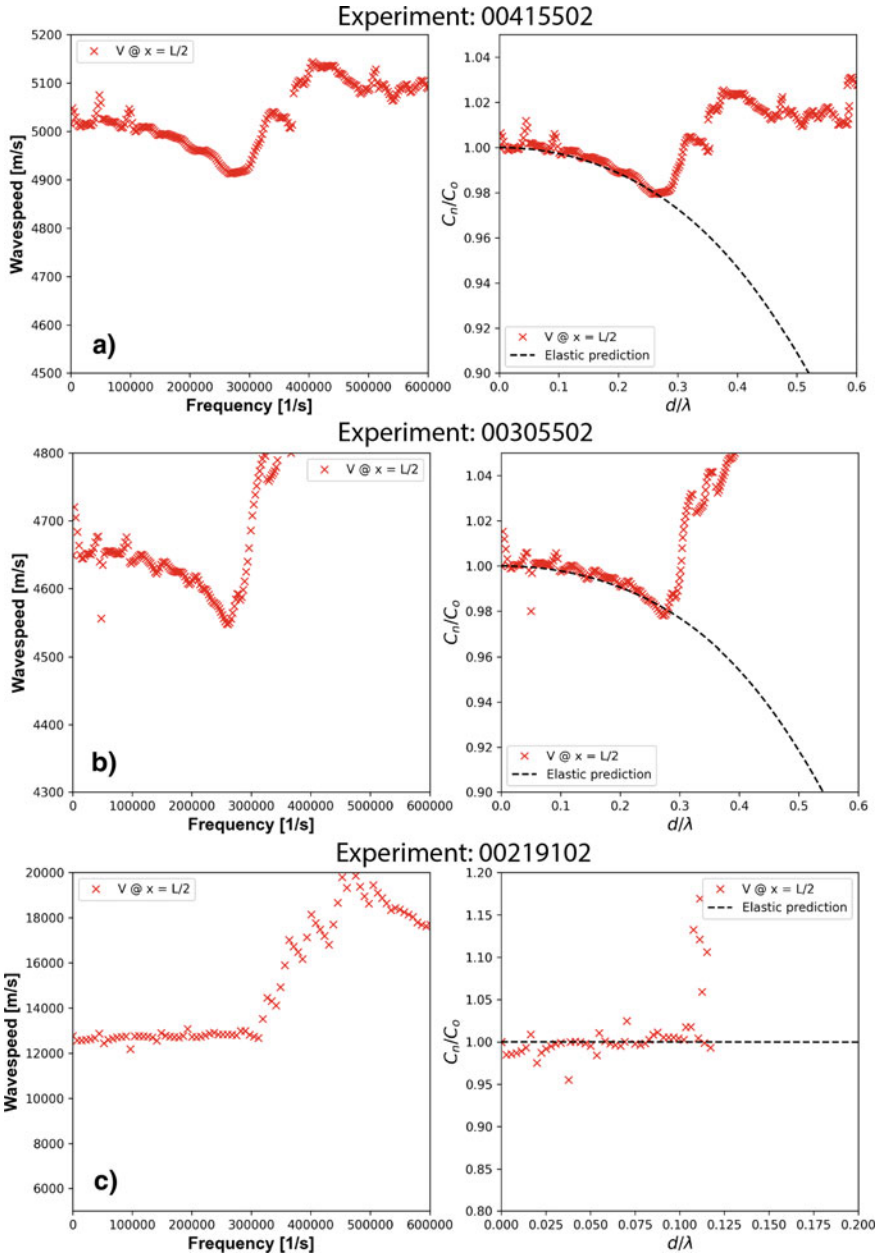 Experiment: 00415502
5200
5100
5000
4900
4800
4700
4600
4500
Wavespeed [m/s]
× V @ x = L/2
a)
0 100000 200000 300000 400000 500000 600000
Frequency [1/s]
1.04
1.02
1.00
0.98
0.96
0.94
0.92
0.90
Cn/Co
× V @ x = L/2
Elastic prediction
0.0 0.1 0.2 0.3 0.4 0.5 0.6
d/λ
Experiment: 00305502
4800
4700
4600
4500
4400
4300
Wavespeed [m/s]
× V @ x = L/2
b)
0 100000 200000 300000 400000 500000 600000
Frequency [1/s]
1.04
1.02
1.00
0.98
0.96
0.94
0.92
0.90
Cn/Co
× V @ x = L/2
Elastic prediction
0.0 0.1 0.2 0.3 0.4 0.5 0.6
d/λ
Experiment: 00219102
20000
18000
16000
14000
12000
10000
8000
6000
Wavespeed [m/s]
× V @ x = L/2
c)
0 100000 200000 300000 400000 500000 600000
Frequency [1/s]
1.20
1.15
1.10
1.05
1.00
0.95
0.90
0.85
0.80
Cn/Co
× V @ x = L/2
Elastic prediction
0.000 0.025 0.050 0.075 0.100 0.125 0.150 0.175 0.200
d/λ